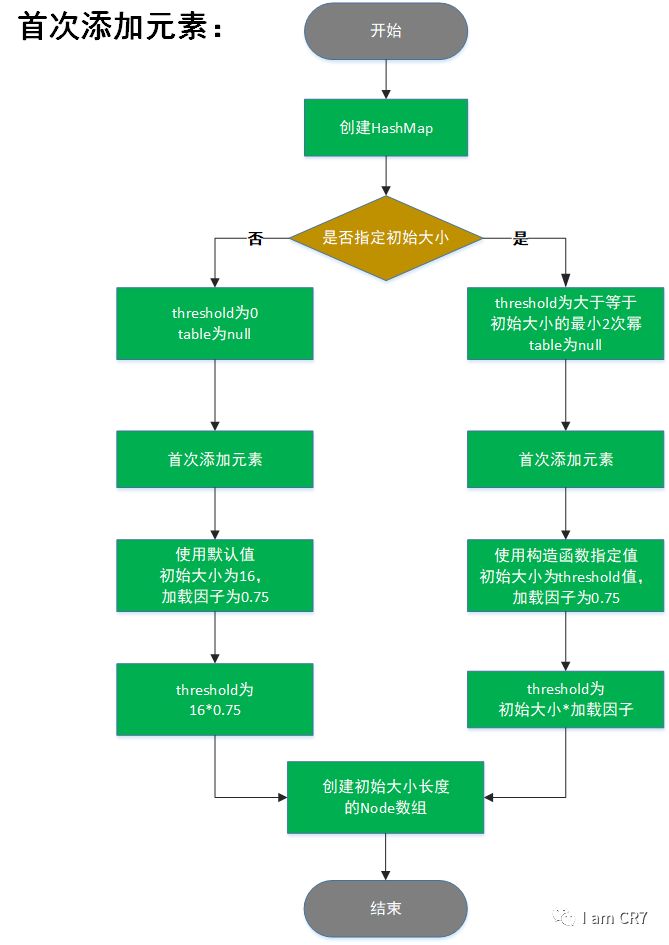 首次添加元素：
开始
创建HashMap
是否指定初始大小
否
是
threshold为0
table为null
threshold为大于等于
初始大小的最小2次幂
table为null
首次添加元素
首次添加元素
使用默认值
初始大小为16，
加载因子为0.75
使用构造函数指定值
初始大小为threshold值，
加载因子为0.75
threshold为
16*0.75
threshold为
初始大小*加载因子
创建初始大小长度
的Node数组
结束
I am CR7